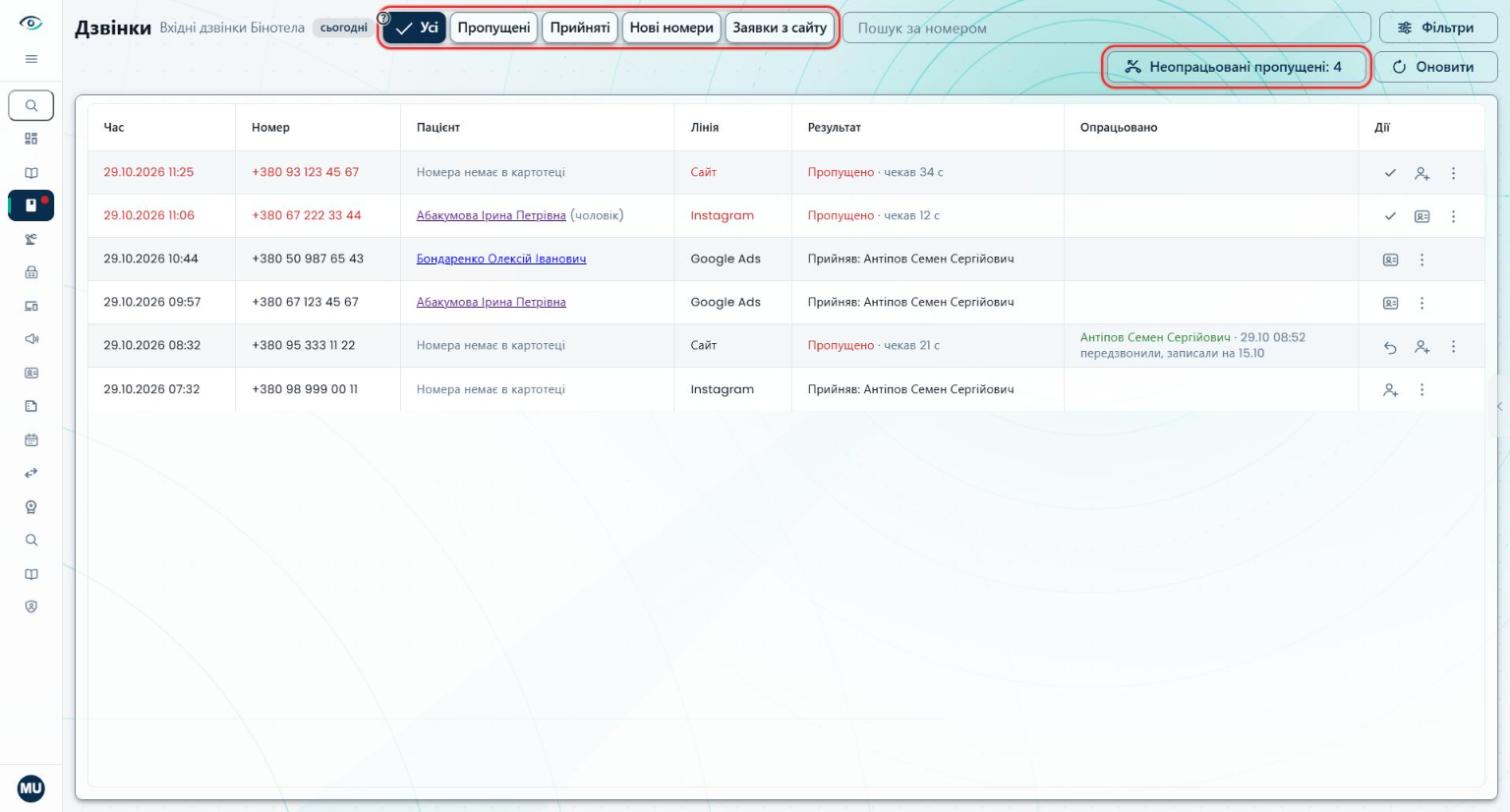 Дзвінки Вхідні дзвінки Бінотела сьогодні ? Усі Пропущені Прийняті Нові номери Заявки з сайту Пошук за номером Фільтри
Неопрацьовані пропущені: 4 Оновити
Час Номер Пацієнт Лінія Результат Опрацьовано Дії
29.10.2026 11:25 +380 93 123 45 67 Номера немає в картотеці Сайт Пропущено · чекав 34 с
29.10.2026 11:06 +380 67 222 33 44 Абакумова Ірина Петрівна (чоловік) Instagram Пропущено · чекав 12 с
29.10.2026 10:44 +380 50 987 65 43 Бондаренко Олексій Іванович Google Ads Прийняв: Антіпов Семен Сергійович
29.10.2026 09:57 +380 67 123 45 67 Абакумова Ірина Петрівна Google Ads Прийняв: Антіпов Семен Сергійович
29.10.2026 08:32 +380 95 333 11 22 Номера немає в картотеці Сайт Пропущено · чекав 21 с Антіпов Семен Сергійович · 29.10 08:52
передзвонили, записали на 15.10
29.10.2026 07:32 +380 98 999 00 11 Номера немає в картотеці Instagram Прийняв: Антіпов Семен Сергійович
MU